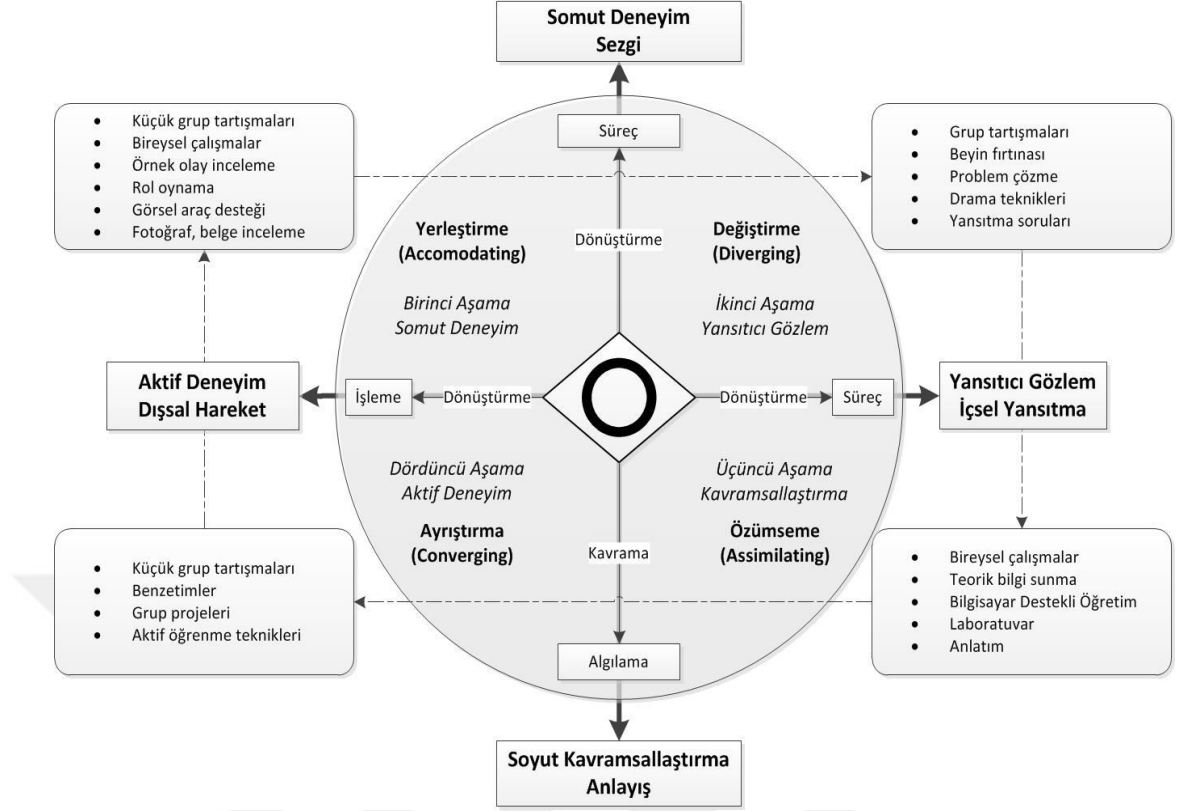 Somut Deneyim
Sezgi
Küçük grup tartışmaları
Bireysel çalışmalar
Örnek olay inceleme
Rol oynama
Görsel araç desteği
Fotoğraf, belge inceleme
Süreç
Grup tartışmaları
Beyin fırtınası
Problem çözme
Drama teknikleri
Yansıtma soruları
Yerleştirme
(Accomodating)
Dönüştürme
Değiştirme
(Diverging)
Birinci Aşama
Somut Deneyim
İkinci Aşama
Yansıtıcı Gözlem
Aktif Deneyim
Dışsal Hareket
İşleme
Dönüştürme
Dönüştürme
Süreç
Yansıtıcı Gözlem
İçsel Yansıtma
Dördüncü Aşama
Aktif Deneyim
Üçüncü Aşama
Kavramsallaştırma
Ayrıştırma
(Converging)
Kavrama
Özümseme
(Assimilating)
Küçük grup tartışmaları
Benzetimler
Grup projeleri
Aktif öğrenme teknikleri
Bireysel çalışmalar
Teorik bilgi sunma
Bilgisayar Destekli Öğretim
Laboratuvar
Anlatım
Algılama
Soyut Kavramsallaştırma
Anlayış